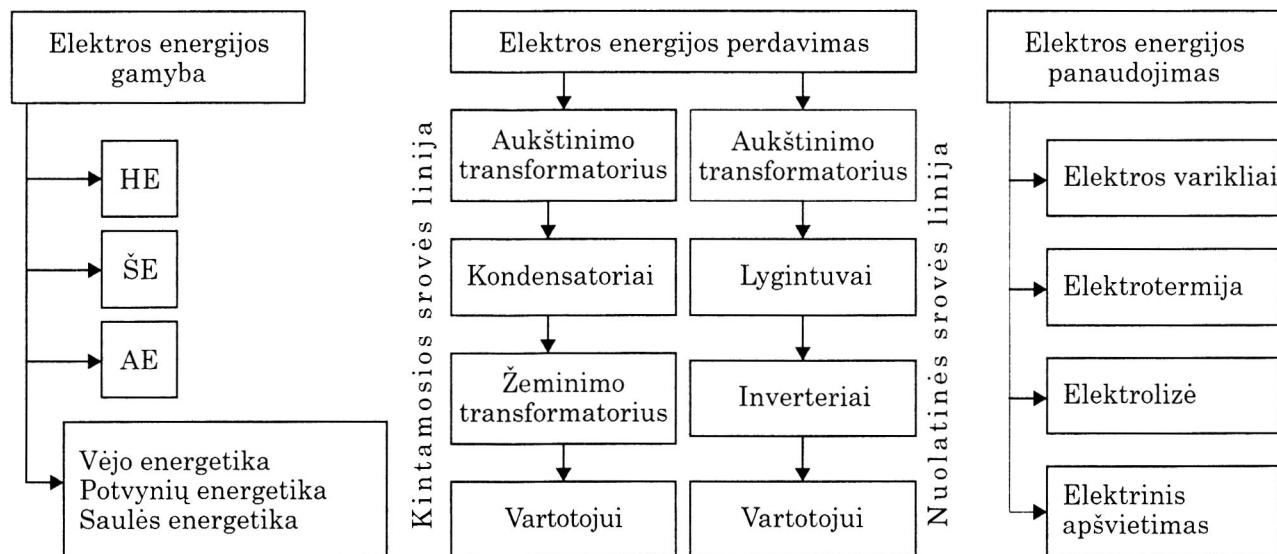 Elektros energijos
gamyba
HE
ŠE
AE
Vėjo energetika
Potvynių energetika
Saulės energetika
Elektros energijos perdavimas
Kintamosios srovės linija
Aukštinimo
transformatorius
Kondensatoriai
Žeminimo
transformatorius
Vartotojui
Aukštinimo
transformatorius
Lygintuvai
Inverteriai
Vartotojui
Nuolatinės srovės linija
Elektros energijos
panaudojimas
Elektros varikliai
Elektrotermija
Elektrolizė
Elektrinis
apšvietimas